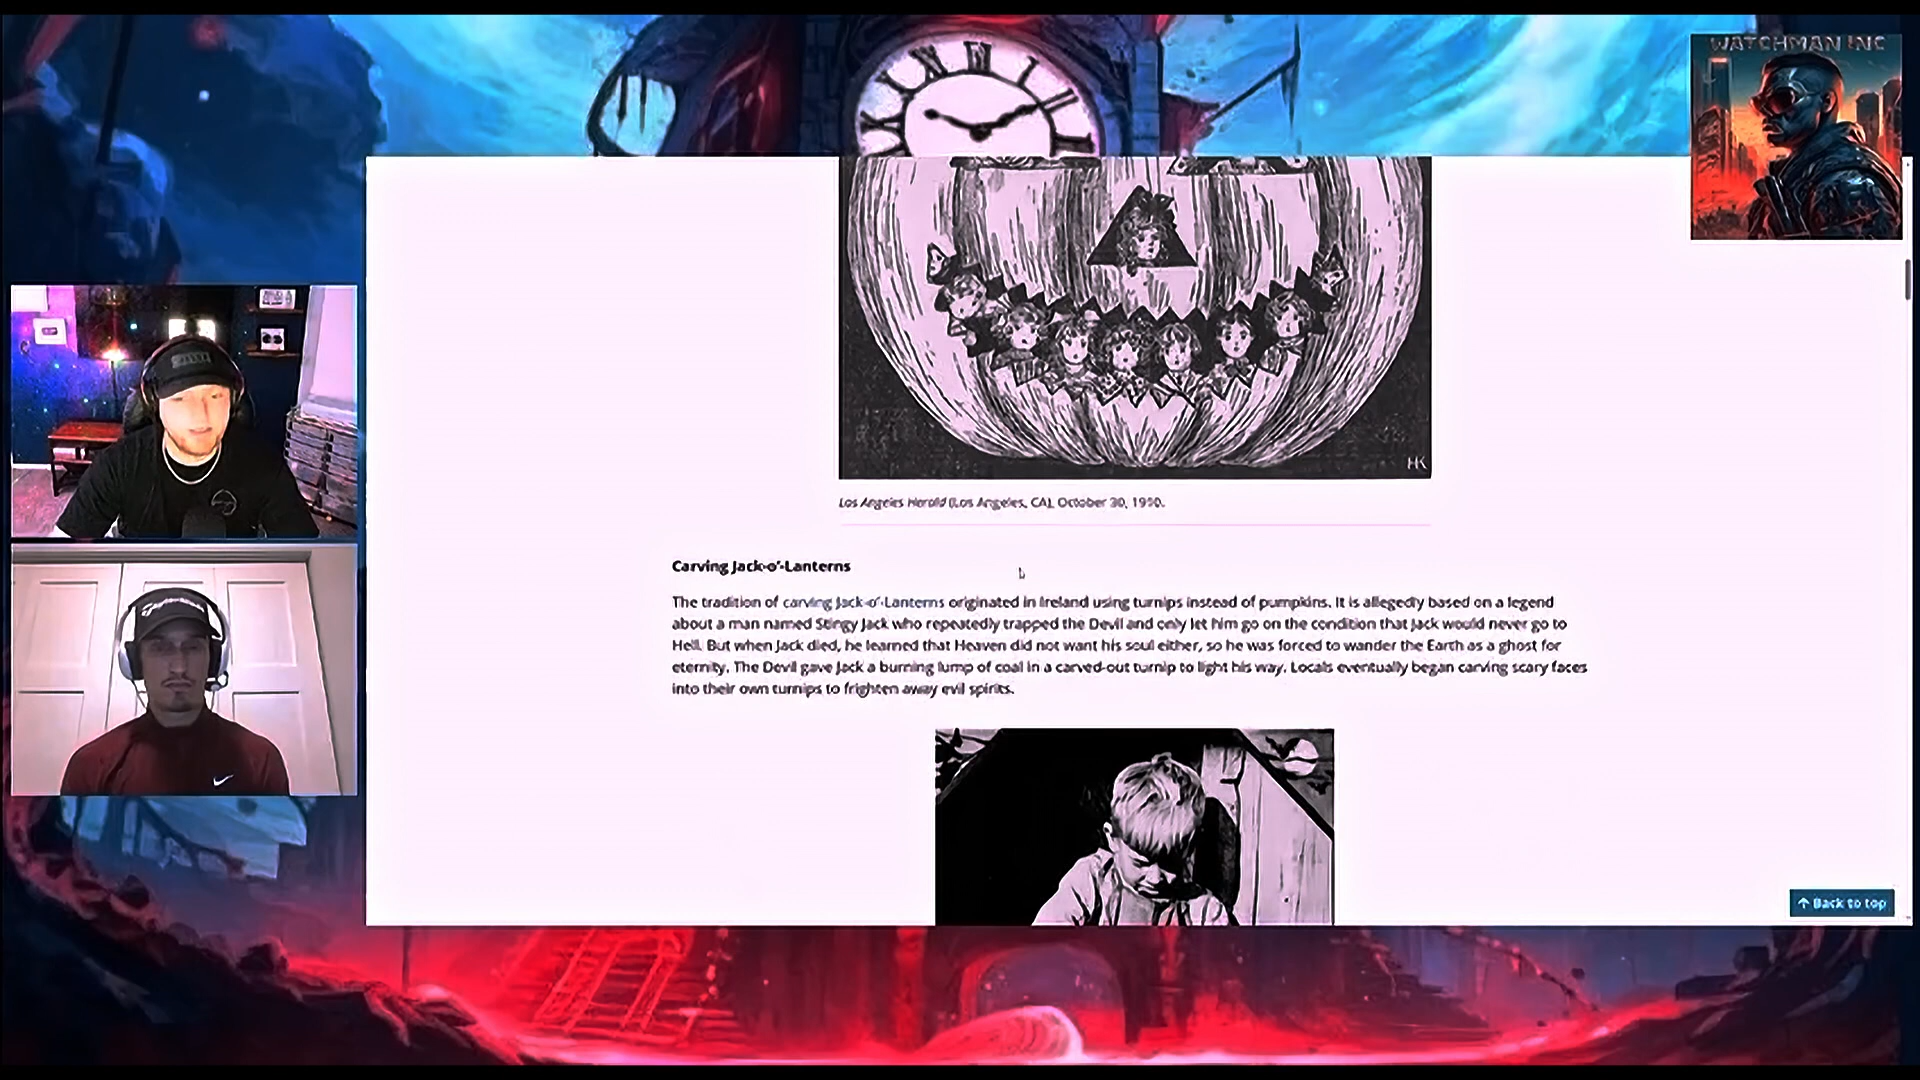 WATCHMAN INC
HK
Los Angeles Herald (Los Angeles, CA), October 30, 1910.
Carving Jack-o'-Lanterns
The tradition of carving Jack-o'-Lanterns originated in Ireland using turnips instead of pumpkins. It is allegedly based on a legend
about a man named Stingy Jack who repeatedly trapped the Devil and only let him go on the condition that Jack would never go to
Hell. But when Jack died, he learned that Heaven did not want his soul either, so he was forced to wander the Earth as a ghost for
eternity. The Devil gave Jack a burning lump of coal in a carved-out turnip to light his way. Locals eventually began carving scary faces
into their own turnips to frighten away evil spirits.
TaylorMade
↑ Back to top